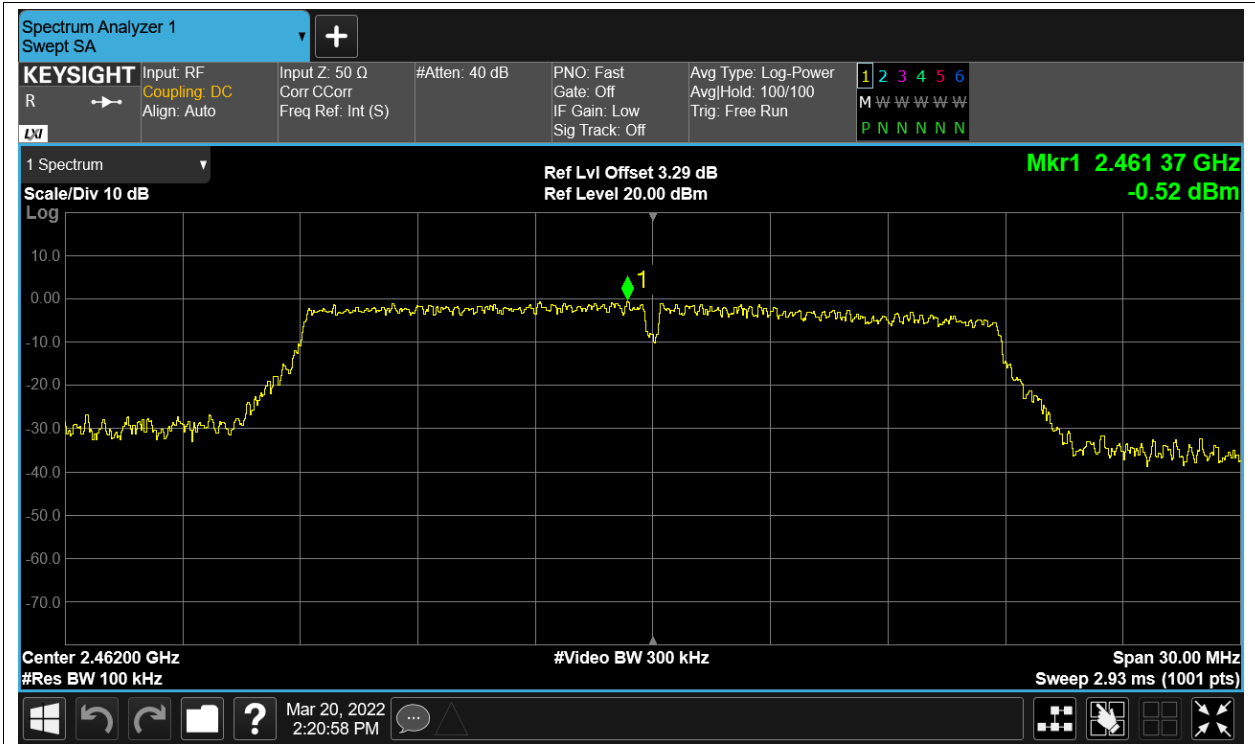 Spectrum Analyzer 1
Swept SA
+
KEYSIGHT
R
LXI
Input: RF
Coupling: DC
Align: Auto
Input Z: 50 Ω
Corr CCorr
Freq Ref: Int (S)
#Atten: 40 dB
PNO: Fast
Gate: Off
IF Gain: Low
Sig Track: Off
Avg Type: Log-Power
Avg|Hold: 100/100
Trig: Free Run
1 2 3 4 5 6
M W W W W W
P N N N N N
1 Spectrum
Scale/Div 10 dB
Log
Ref Lvl Offset 3.29 dB
Ref Level 20.00 dBm
Mkr1 2.461 37 GHz
-0.52 dBm
10.0
0.00
-10.0
-20.0
-30.0
-40.0
-50.0
-60.0
-70.0
1
Center 2.46200 GHz
#Res BW 100 kHz
#Video BW 300 kHz
Span 30.00 MHz
Sweep 2.93 ms (1001 pts)
?
Mar 20, 2022
2:20:58 PM